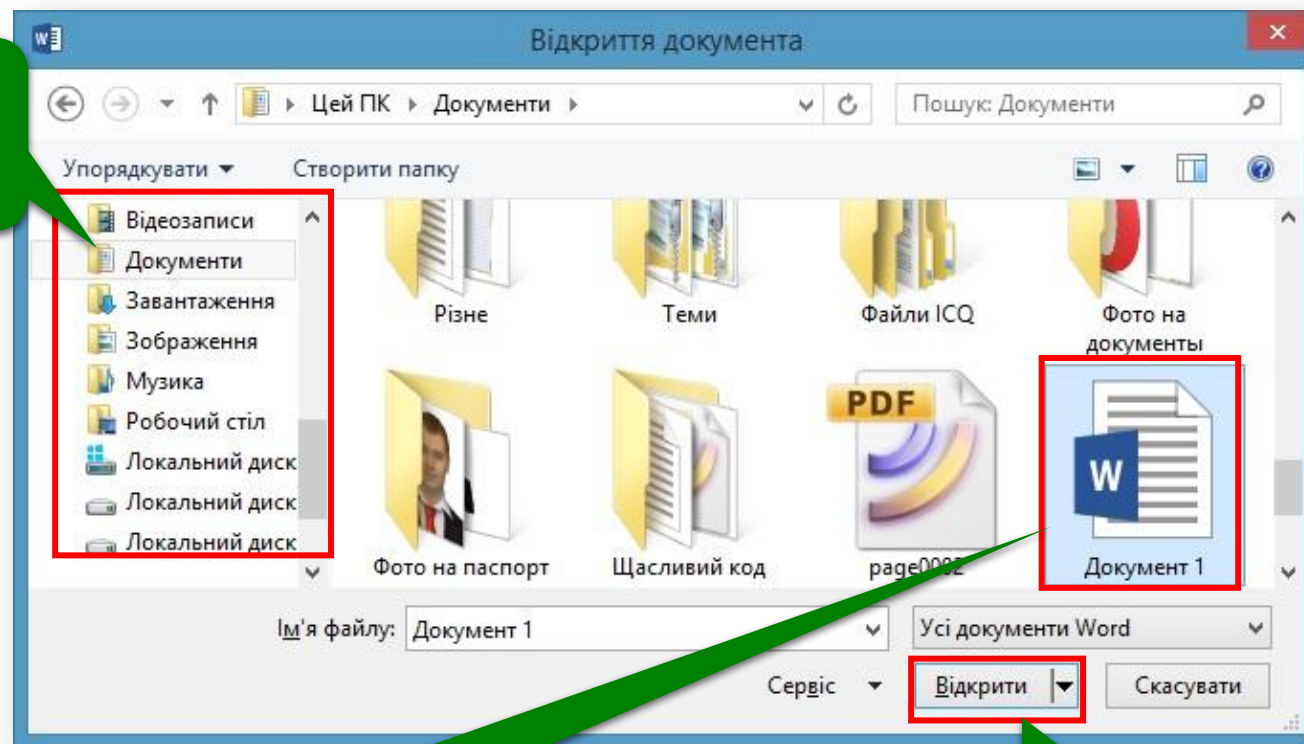 Відкриття документа
Цей ПК Документи
Пошук: Документи
Упорядкувати
Створити папку
Відеозаписи
Документи
Завантаження
Зображення
Музика
Робочий стіл
Локальний диск
Локальний диск
Локальний диск
Різне
Теми
Файли ICQ
Фото на
документы
Фото на паспорт
Щасливий код
PDF
page0002
W
Документ 1
Ім'я файлу:
Документ 1
Усі документи Word
Сервіс
Відкрити
Скасувати